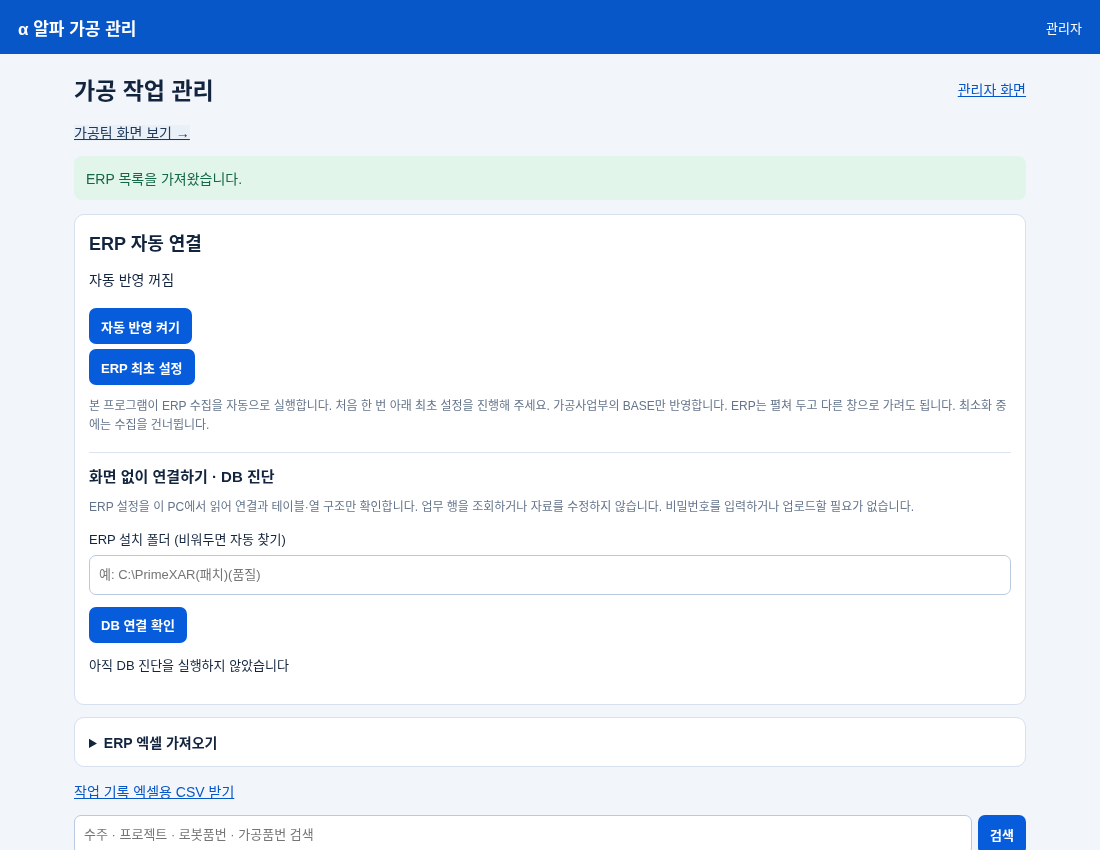 α 알파 가공 관리
관리자
가공 작업 관리
관리자 화면
가공팀 화면 보기 →
ERP 목록을 가져왔습니다.
ERP 자동 연결
자동 반영 꺼짐
자동 반영 켜기
ERP 최초 설정
본 프로그램이 ERP 수집을 자동으로 실행합니다. 처음 한 번 아래 최초 설정을 진행해 주세요. 가공사업부의 BASE만 반영합니다. ERP는 펼쳐 두고 다른 창으로 가려도 됩니다. 최소화 중
에는 수집을 건너뜁니다.
화면 없이 연결하기 · DB 진단
ERP 설정을 이 PC에서 읽어 연결과 테이블·열 구조만 확인합니다. 업무 행을 조회하거나 자료를 수정하지 않습니다. 비밀번호를 입력하거나 업로드할 필요가 없습니다.
ERP 설치 폴더 (비워두면 자동 찾기)
예: C:\PrimeXAR(패치)(품질)
DB 연결 확인
아직 DB 진단을 실행하지 않았습니다
▶ ERP 엑셀 가져오기
작업 기록 엑셀용 CSV 받기
수주 · 프로젝트 · 로봇품번 · 가공품번 검색
검색